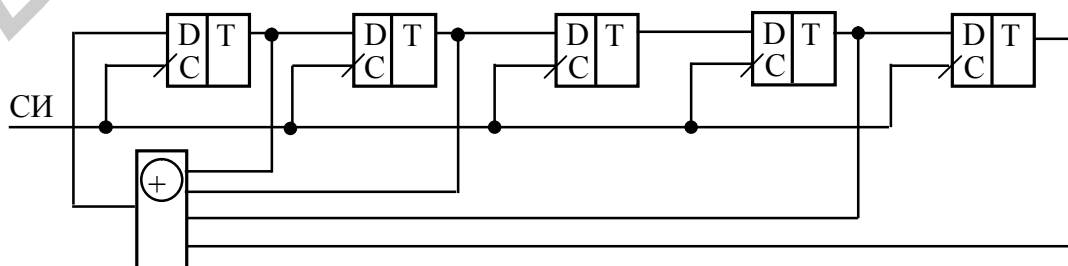 D T D T D T D T D T
C C C C C
СИ
+